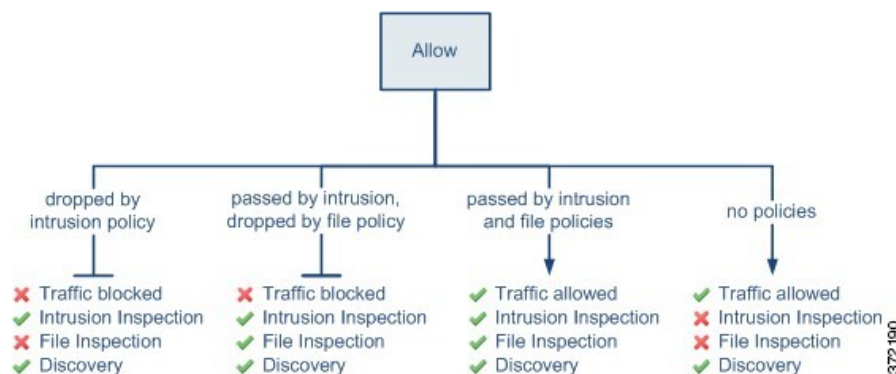 Allow
dropped by
intrusion policy
passed by intrusion,
dropped by file policy
passed by intrusion
and file policies
no policies
Traffic blocked
Intrusion Inspection
File Inspection
Discovery
Traffic blocked
Intrusion Inspection
File Inspection
Discovery
Traffic allowed
Intrusion Inspection
File Inspection
Discovery
Traffic allowed
Intrusion Inspection
File Inspection
Discovery
372190